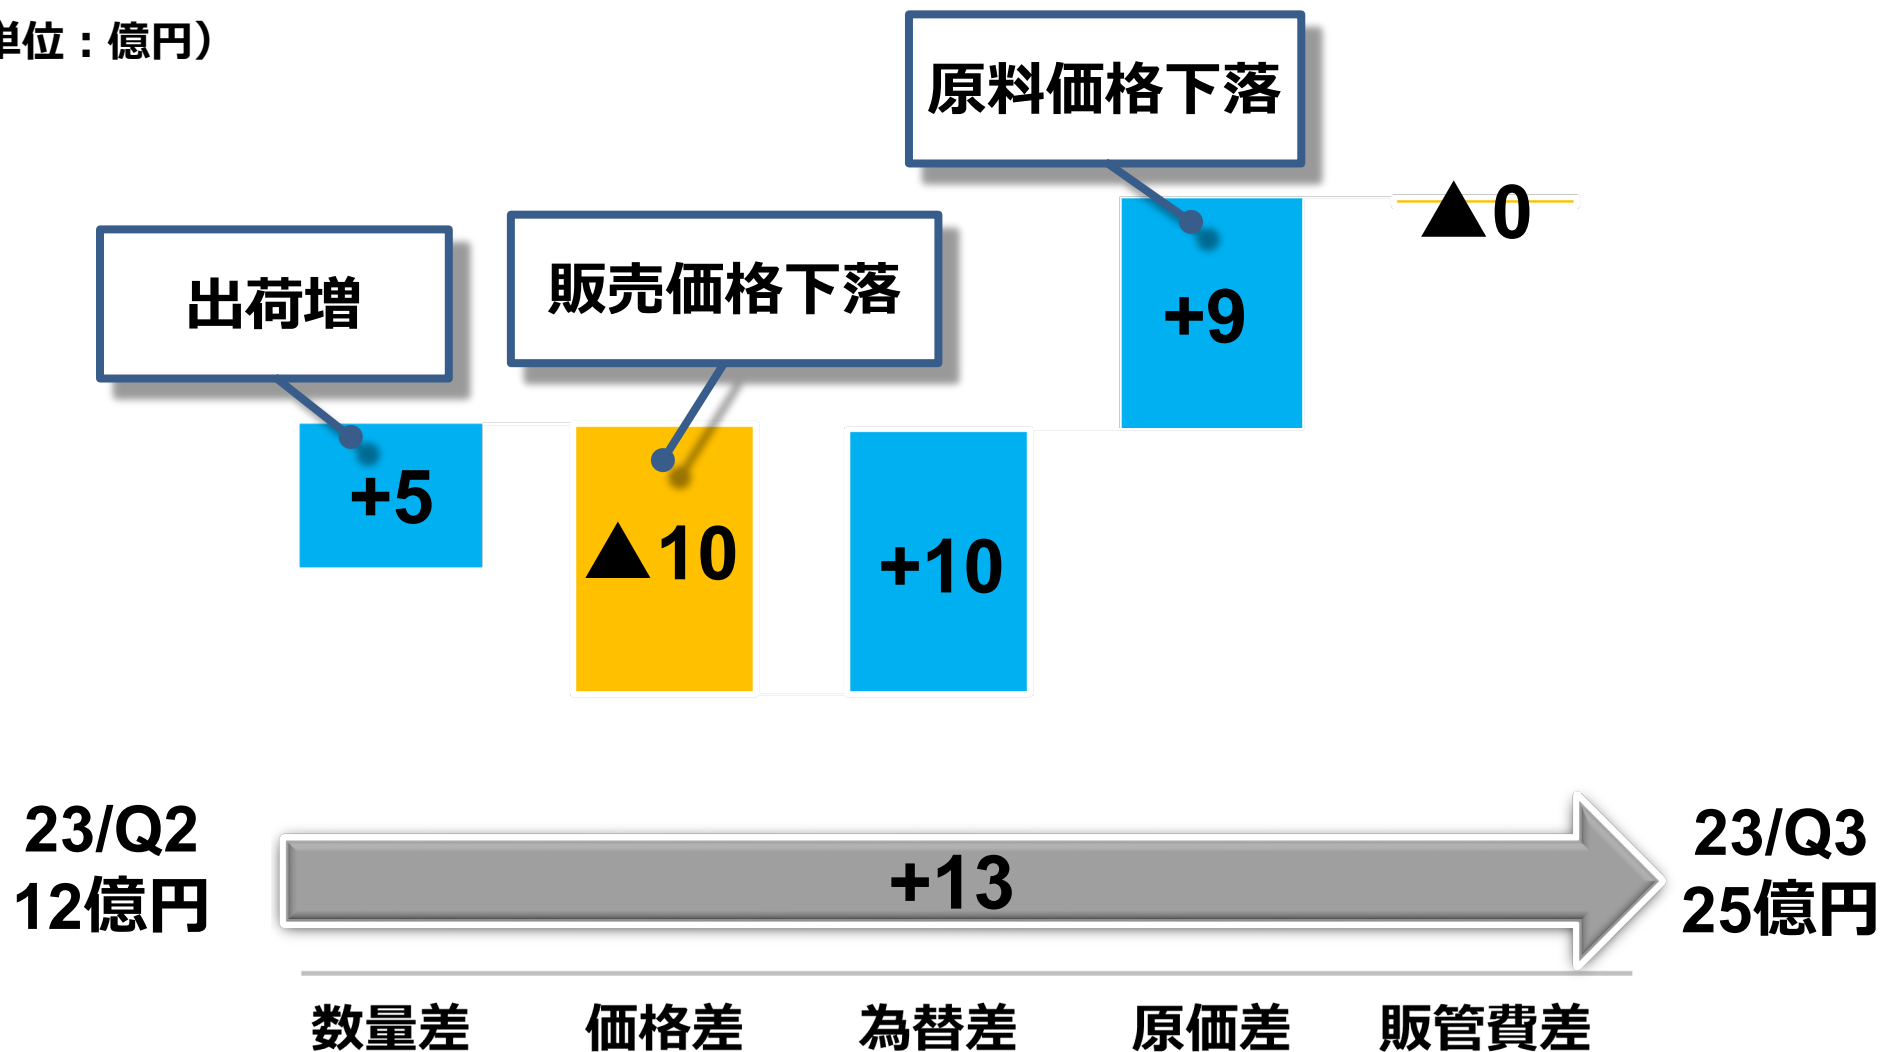 単位：億円）
原料価格下落
▲0
出荷増
販売価格下落
+9
+5
▲10
+10
23/Q2
12億円
+13
23/Q3
25億円
数量差
価格差
為替差
原価差
販管費差